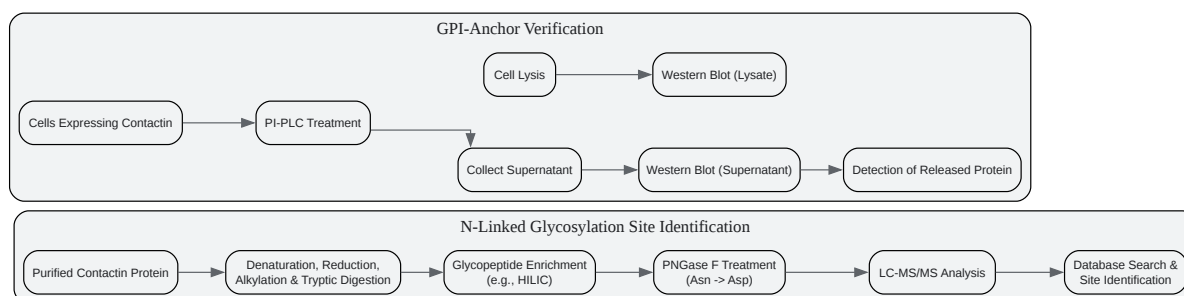 GPI-Anchor Verification
Cell Lysis
Western Blot (Lysate)
Cells Expressing Contactin
PI-PLC Treatment
Collect Supernatant
Western Blot (Supernatant)
Detection of Released Protein
N-Linked Glycosylation Site Identification
Purified Contactin Protein
Denaturation, Reduction,
Alkylation & Tryptic Digestion
Glycopeptide Enrichment
(e.g., HILIC)
PNGase F Treatment
(Asn -> Asp)
LC-MS/MS Analysis
Database Search &
Site Identification